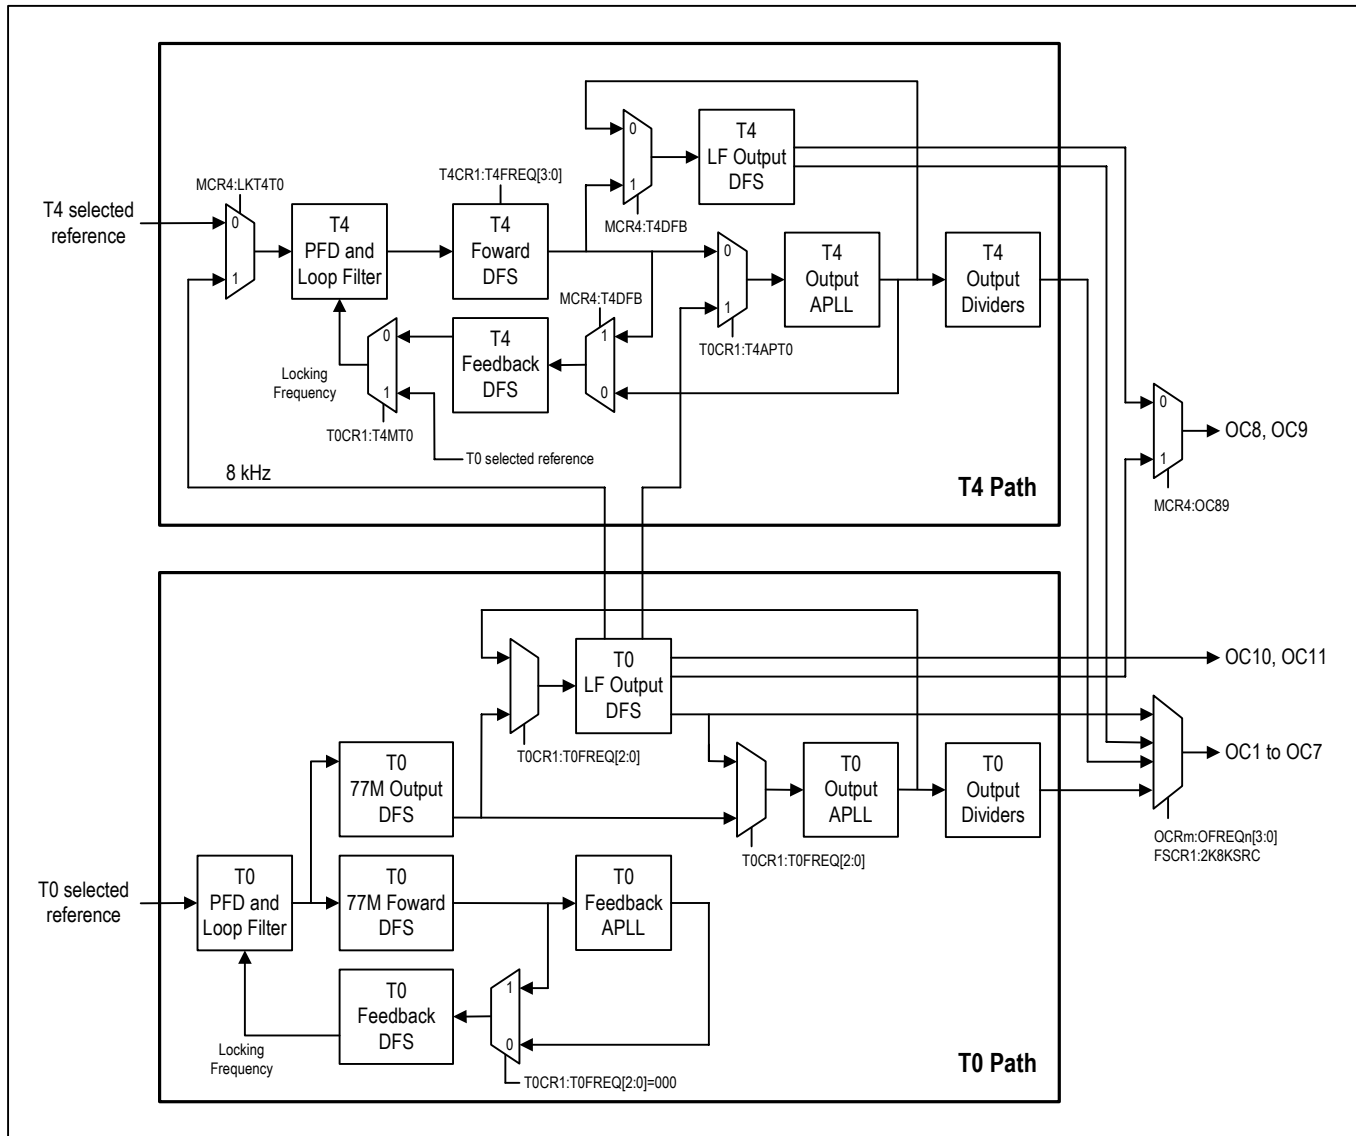 T4
LF Output
DFS
0
1
MCR4:T4DFB
MCR4:LKT4T0
T4CR1:T4FREQ[3:0]
T4 selected
reference
0
1
T4
PFD and
Loop Filter
T4
Foward
DFS
0
1
T0CR1:T4APT0
T4
Output
APLL
T4
Output
Dividers
MCR4:T4DFB
1
0
T4
Feedback
DFS
0
1
Locking
Frequency
T0CR1:T4MT0
T0 selected reference
8 kHz
T4 Path
0
1
OC8, OC9
MCR4:OC89
T0
LF Output
DFS
T0CR1:T0FREQ[2:0]
OC10, OC11
T0
77M Output
DFS
T0
Output
APLL
T0
Output
Dividers
OC1 to OC7
T0CR1:T0FREQ[2:0]
OCRm:OFREQn[3:0]
FSCR1:2K8KSRC
T0 selected
reference
T0
PFD and
Loop Filter
T0
77M Foward
DFS
T0
Feedback
APLL
T0
Feedback
DFS
1
0
Locking
Frequency
T0CR1:T0FREQ[2:0]=000
T0 Path